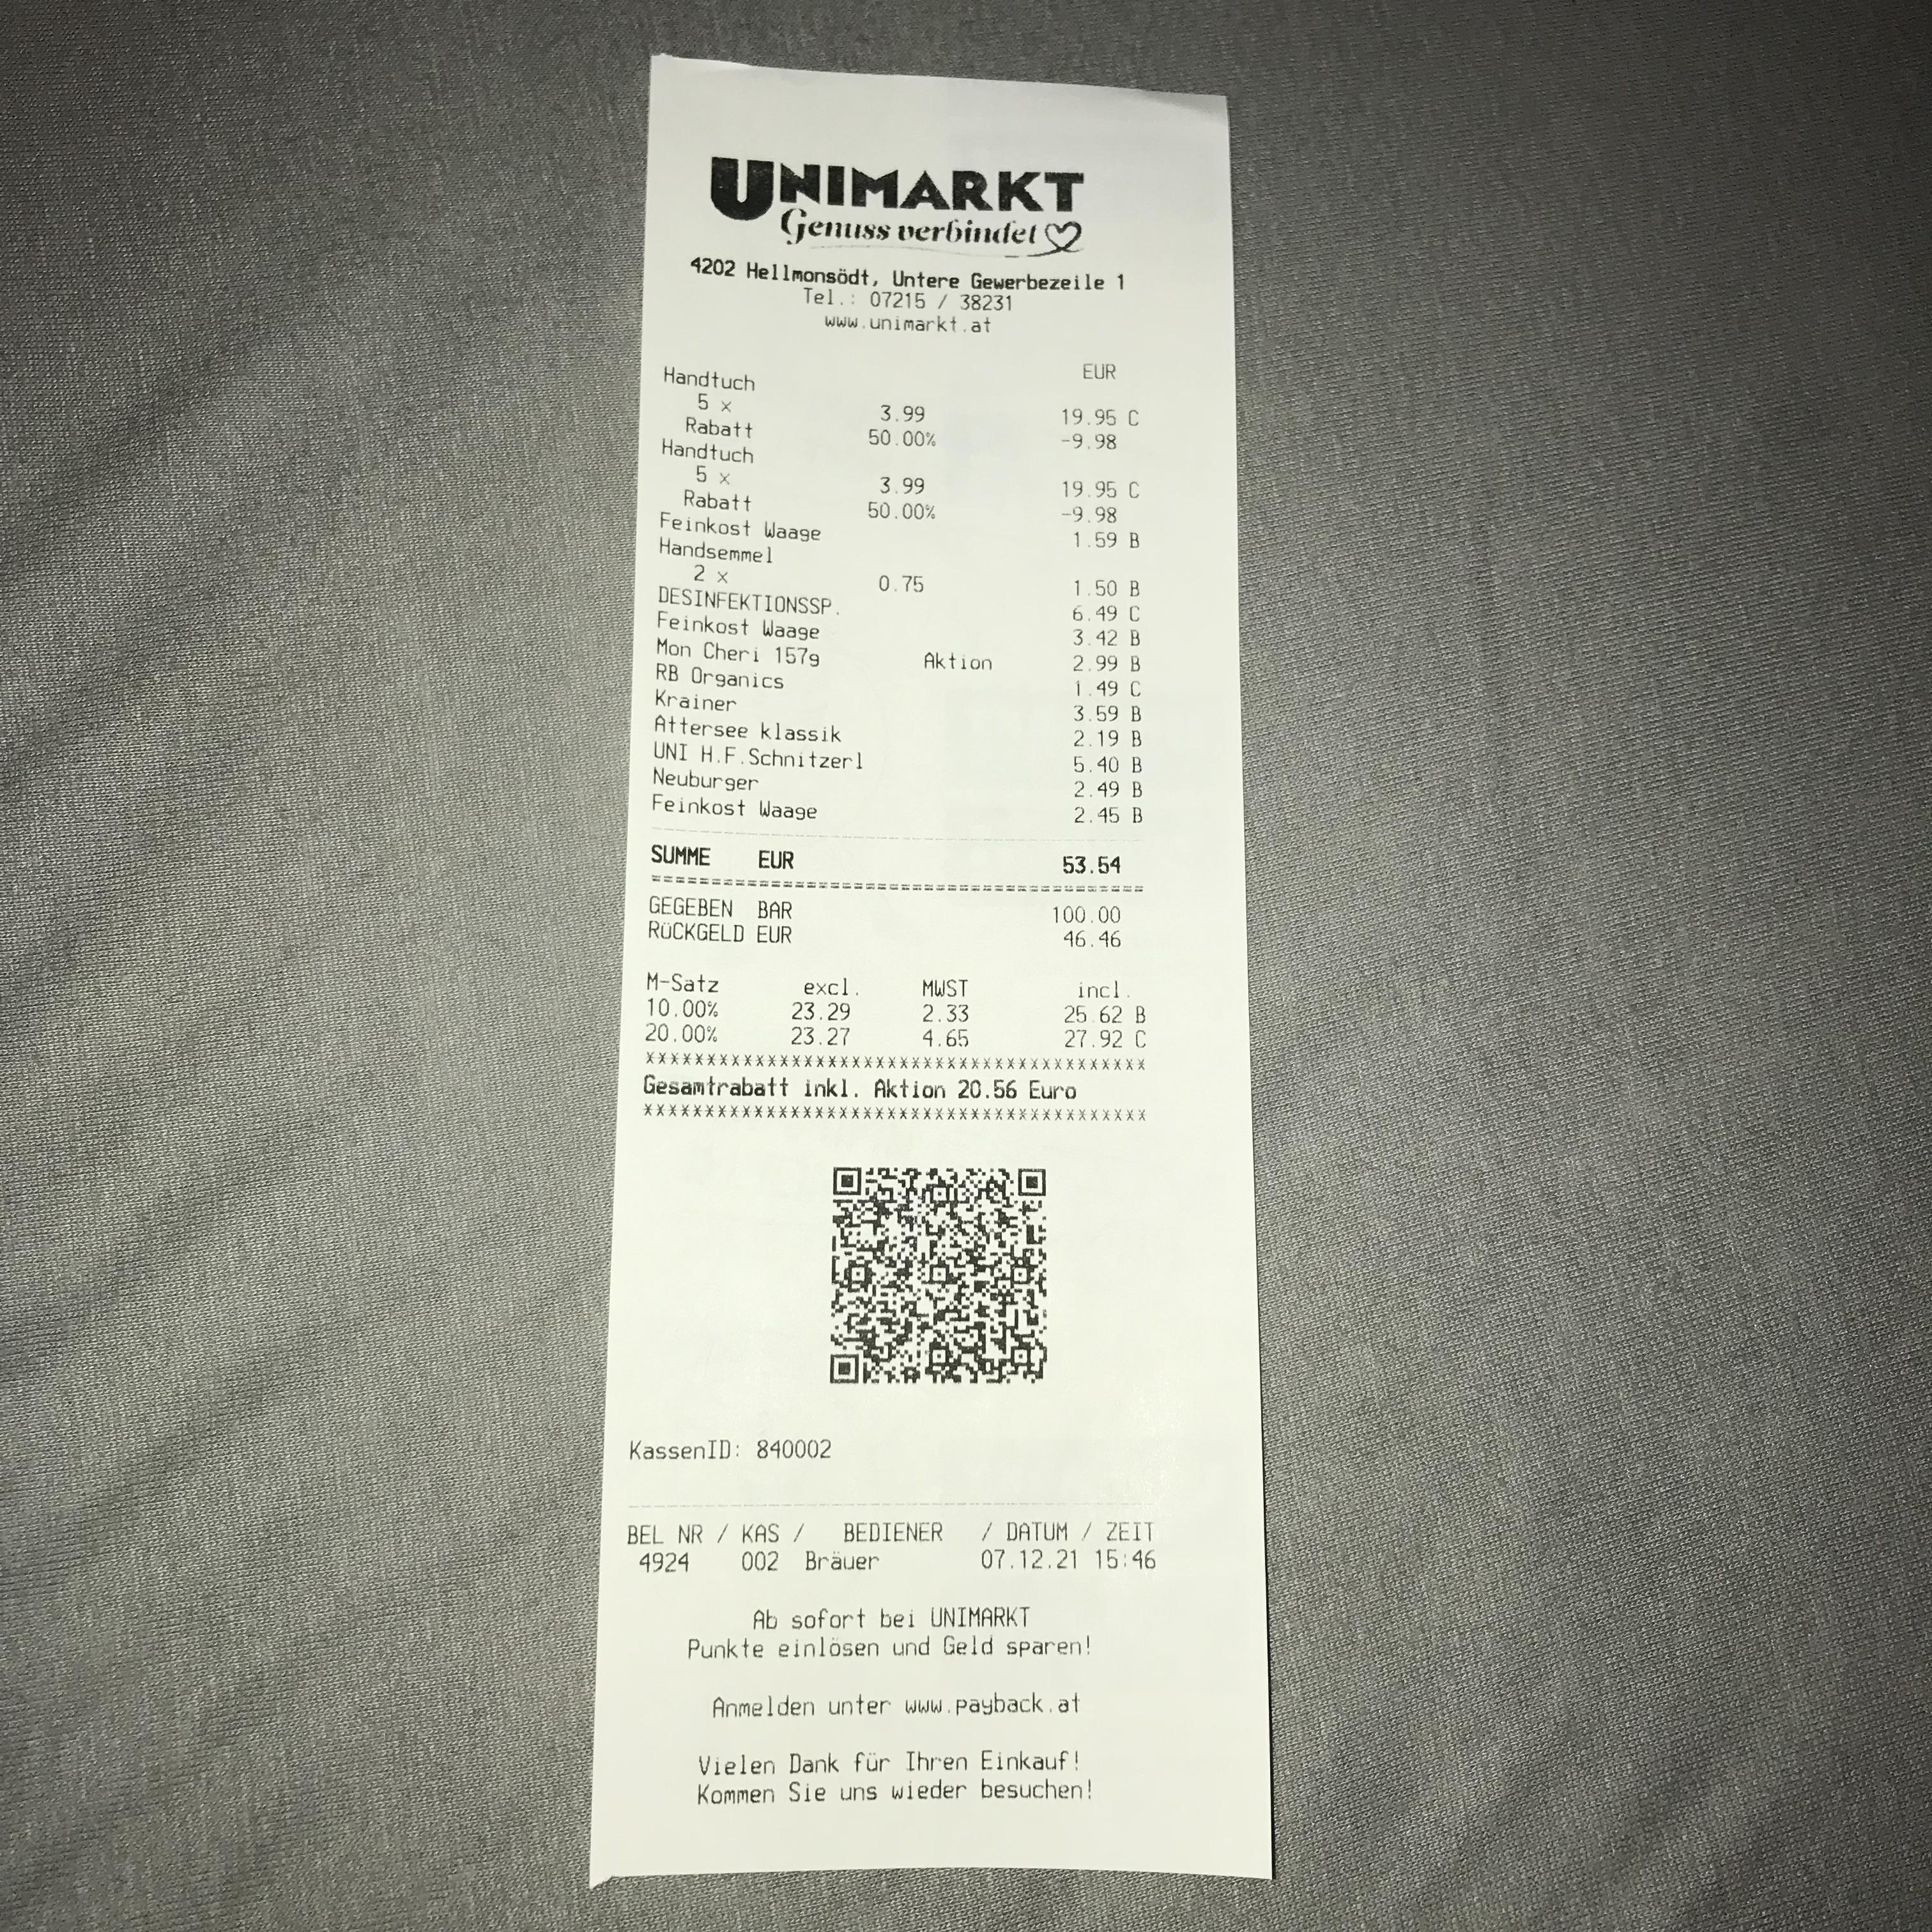 UNIMARKT
Genuss verbindet
4202 Hellmonsödt, Untere Gewerbezeile 1
Tel.: 07215 / 38231
www.unimarkt.at
EUR
Handtuch
5 x 3.99 19.95 C
Rabatt 50.00% -9.98
Handtuch
5 x 3.99 19.95 C
Rabatt 50.00% -9.98
Feinkost Waage 1.59 B
Handsemmel
2 x 0.75 1.50 B
DESINFEKTIONSSP. 6.49 C
Feinkost Waage 3.42 B
Mon Cheri 157g Aktion 2.99 B
RB Organics 1.49 C
Krainer 3.59 B
Attersee klassik 2.19 B
UNI H.F.Schnitzerl 5.40 B
Neuburger 2.49 B
Feinkost Waage 2.45 B
SUMME EUR 53.54
GEGEBEN BAR 100.00
RÜCKGELD EUR 46.46
M-Satz excl. MWST incl.
10.00% 23.29 2.33 25.62 B
20.00% 23.27 4.65 27.92 C
Gesamtrabatt inkl. Aktion 20.56 Euro
KassenID: 840002
BEL NR / KAS / BEDIENER / DATUM / ZEIT
4924 002 Bräuer 07.12.21 15:46
Ab sofort bei UNIMARKT
Punkte einlösen und Geld sparen!
Anmelden unter www.payback.at
Vielen Dank für Ihren Einkauf!
Kommen Sie uns wieder besuchen!